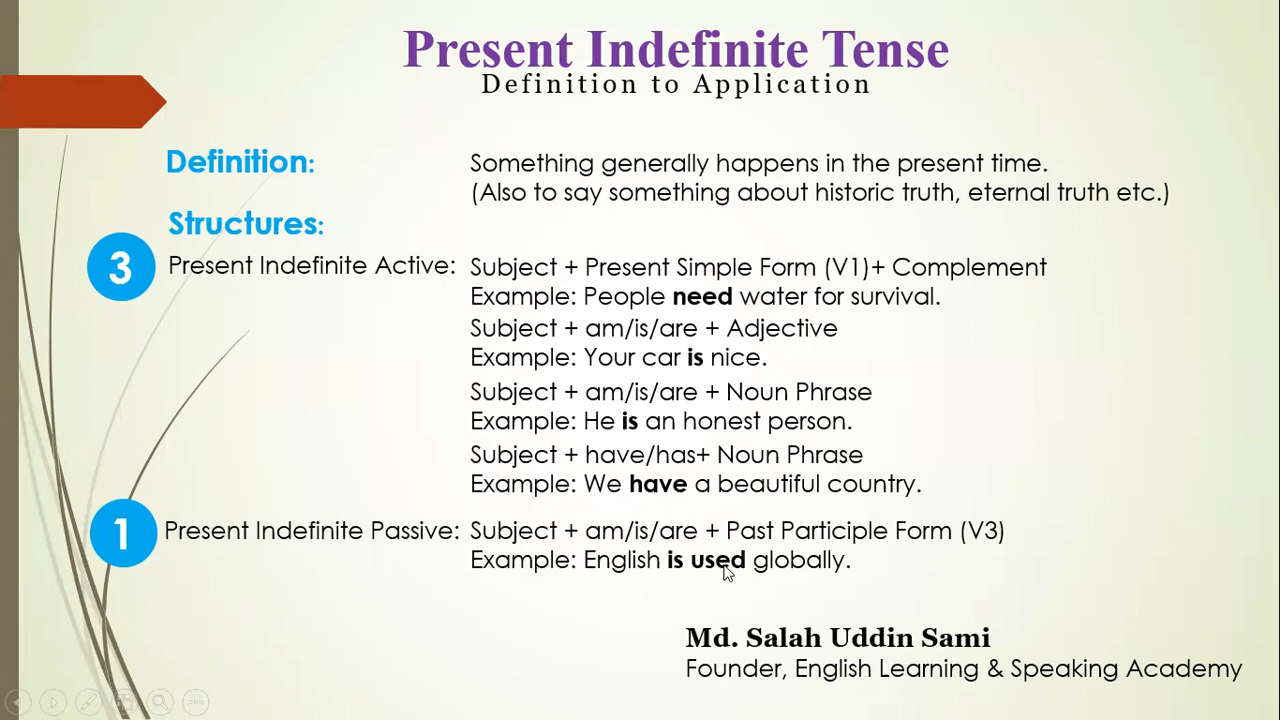 Present Indefinite Tense
Definition to Application
Definition: Something generally happens in the present time.
(Also to say something about historic truth, eternal truth etc.)
Structures:
3 Present Indefinite Active: Subject + Present Simple Form (V1)+ Complement
Example: People need water for survival.
Subject + am/is/are + Adjective
Example: Your car is nice.
Subject + am/is/are + Noun Phrase
Example: He is an honest person.
Subject + have/has+ Noun Phrase
Example: We have a beautiful country.
1 Present Indefinite Passive: Subject + am/is/are + Past Participle Form (V3)
Example: English is used globally.
Md. Salah Uddin Sami
Founder, English Learning & Speaking Academy